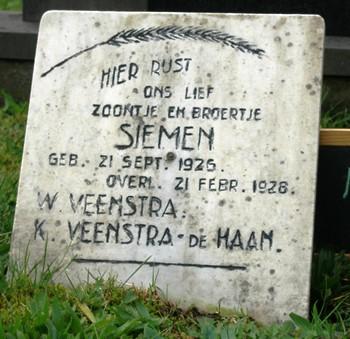 HIER RUST
ONS LIEF
ZOONTJE EN BROERTJE
SIEMEN
GEB. 21 SEPT. 1926.
OVERL. 21 FEBR. 1928.
W. VEENSTRA.
K. VEENSTRA-DE HAAN.